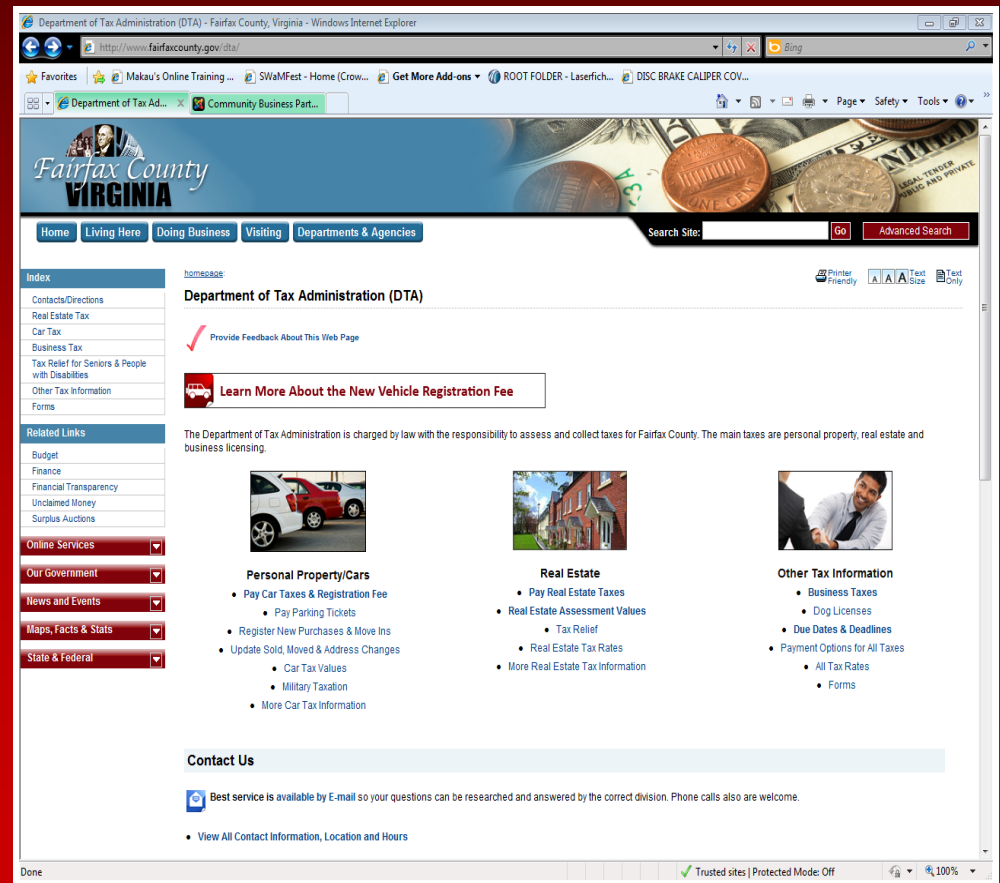 Department of Tax Administration (DTA) - Fairfax County, Virginia - Windows Internet Explorer
http://www.fairfaxcounty.gov/dta/
Bing
Favorites
Makau's Online Training ...
SWaMFest - Home (Crow...
Get More Add-ons
ROOT FOLDER - Laserfich...
DISC BRAKE CALIPER COV...
Department of Tax Ad...
Community Business Part...
Page
Safety
Tools
Fairfax County
VIRGINIA
ONE CENT
UNITED
LEGAL TENDER
PUBLIC AND PRIVATE
Home
Living Here
Doing Business
Visiting
Departments & Agencies
Search Site:
Go
Advanced Search
Index
Contacts/Directions
Real Estate Tax
Car Tax
Business Tax
Tax Relief for Seniors & People
with Disabilities
Other Tax Information
Forms
Related Links
Budget
Finance
Financial Transparency
Unclaimed Money
Surplus Auctions
Online Services
Our Government
News and Events
Maps, Facts & Stats
State & Federal
homepage:
Printer
Friendly
A A A
Text
Size
Text
Only
Department of Tax Administration (DTA)
Provide Feedback About This Web Page
Learn More About the New Vehicle Registration Fee
The Department of Tax Administration is charged by law with the responsibility to assess and collect taxes for Fairfax County. The main taxes are personal property, real estate and
business licensing.
Personal Property/Cars
• Pay Car Taxes & Registration Fee
• Pay Parking Tickets
• Register New Purchases & Move Ins
• Update Sold, Moved & Address Changes
• Car Tax Values
• Military Taxation
• More Car Tax Information
Real Estate
• Pay Real Estate Taxes
• Real Estate Assessment Values
• Tax Relief
• Real Estate Tax Rates
• More Real Estate Tax Information
Other Tax Information
• Business Taxes
• Dog Licenses
• Due Dates & Deadlines
• Payment Options for All Taxes
• All Tax Rates
• Forms
Contact Us
Best service is available by E-mail so your questions can be researched and answered by the correct division. Phone calls also are welcome.
• View All Contact Information, Location and Hours
Done
Trusted sites | Protected Mode: Off
100%